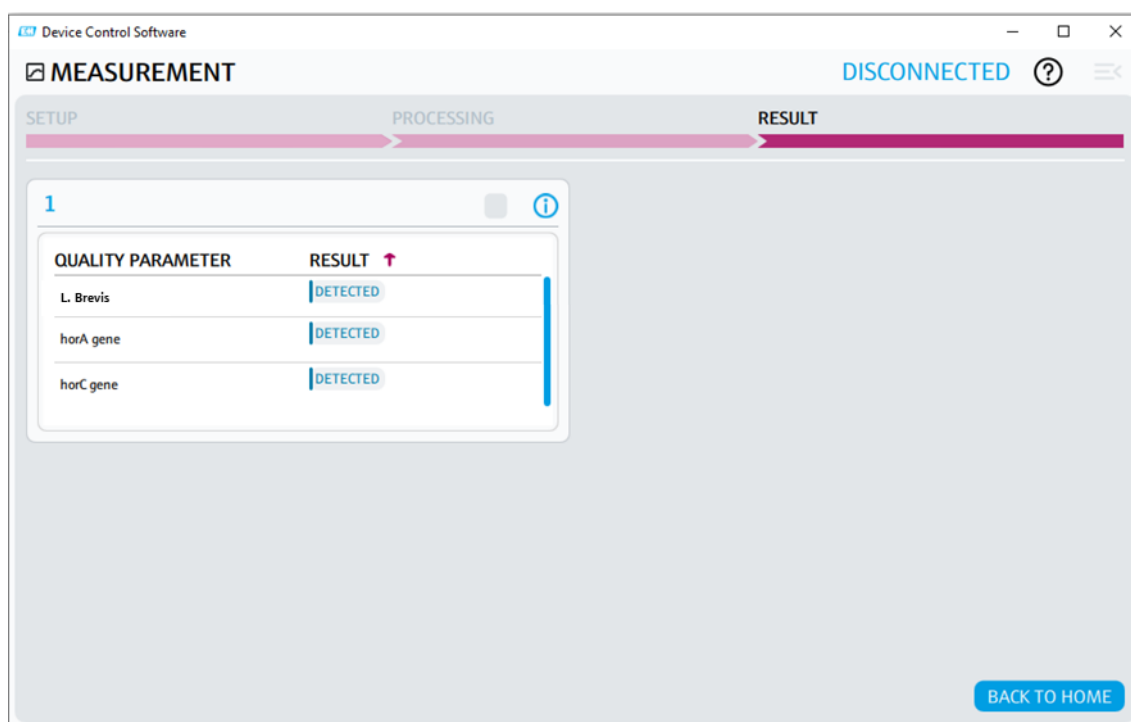 Device Control Software
MEASUREMENT DISCONNECTED ?
SETUP PROCESSING RESULT
1
QUALITY PARAMETER RESULT
L. Brevis DETECTED
horA gene DETECTED
horC gene DETECTED
BACK TO HOME